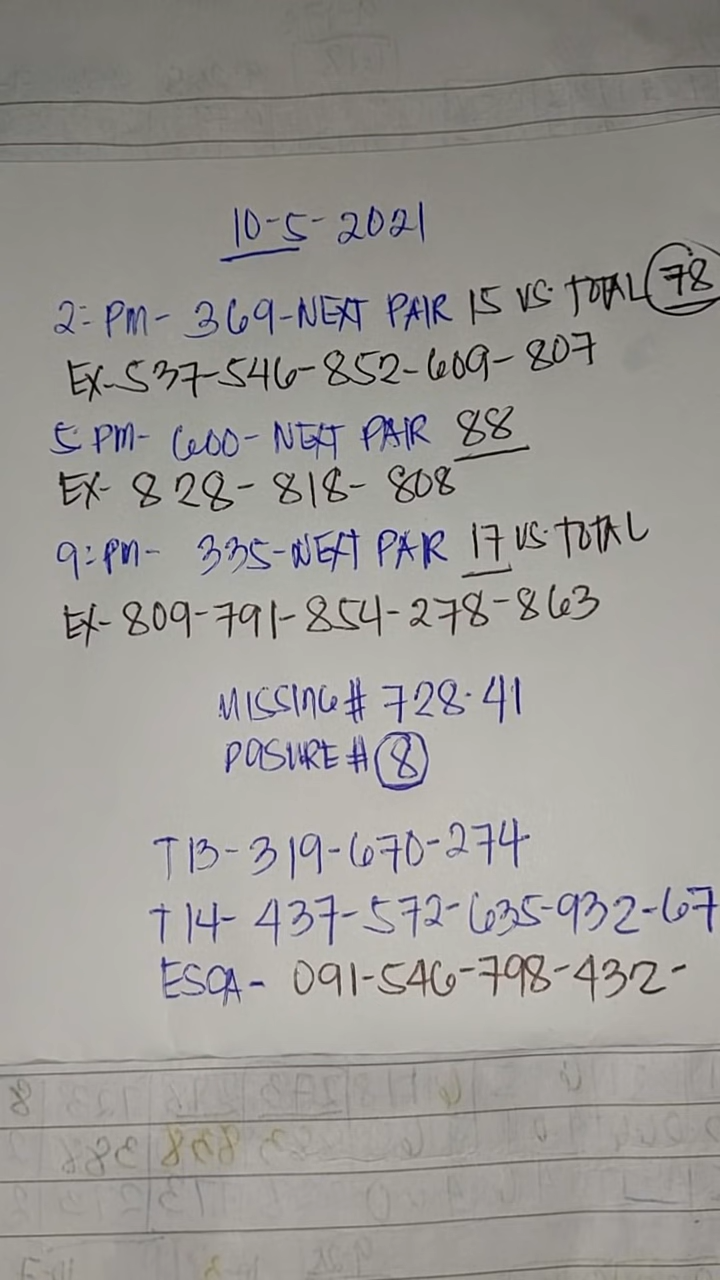 10-5-2021
2:PM- 369-NEXT PAIR 15 VS TOTAL 78
EX-537-546-852-609-807
5 PM- 600- NEXT PAIR 88
EX- 828- 818- 808
9:PM- 335-NEXT PAIR 17 VS TOTAL
EX-809-791-854-278-863
MISSING# 728.41
PASURE# 8
T13-319-670-274
T14-437-572-635-932-67
ESCA- 091-546-798-432-